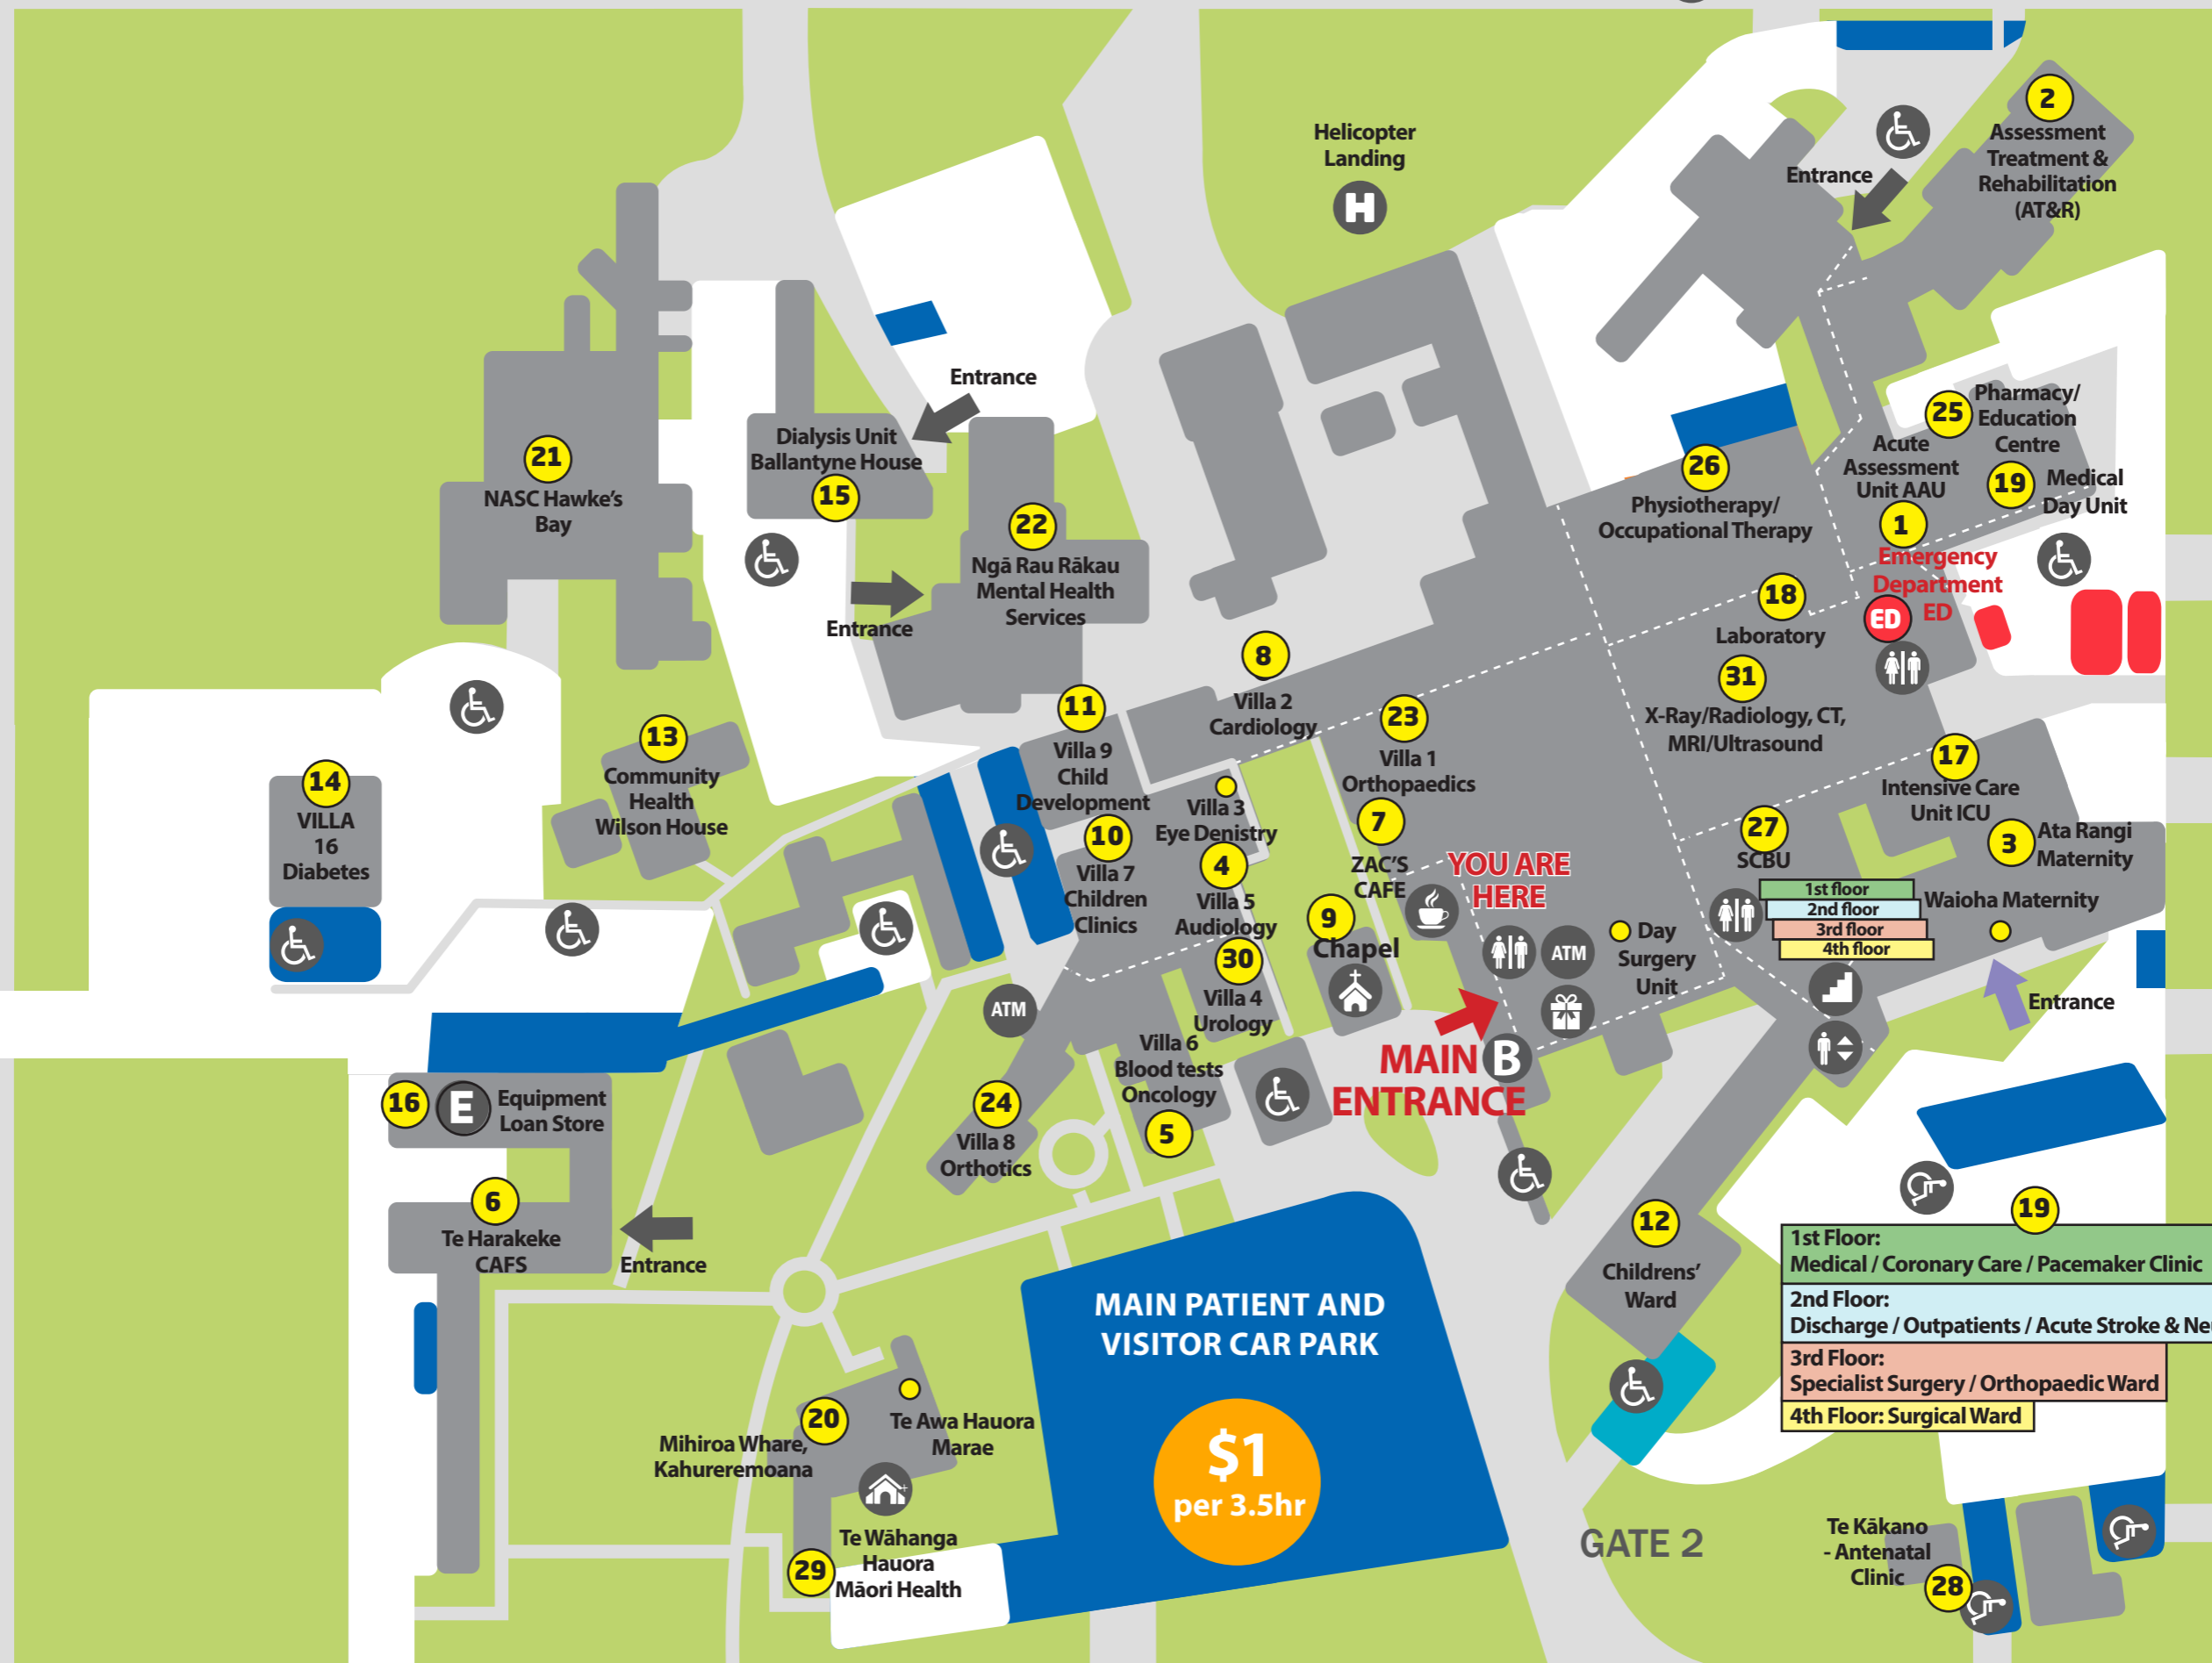 Helicopter
Landing
H
2
Assessment
Treatment &
Rehabilitation
(AT&R)
Entrance
Entrance
Dialysis Unit
Ballantyne House
15
21
NASC Hawke's
Bay
22
Ngā Rau Rākau
Mental Health
Services
Entrance
25
Pharmacy/
Education
Centre
Acute
Assessment
Unit AAU
1
19
Medical
Day Unit
26
Physiotherapy/
Occupational Therapy
Emergency
Department
ED
ED
18
Laboratory
31
X-Ray/Radiology, CT,
MRI/Ultrasound
8
Villa 2
Cardiology
23
Villa 1
Orthopaedics
7
ZAC'S
CAFE
11
Villa 9
Child
Development
10
Villa 7
Children
Clinics
Villa 3
Eye Denistry
4
Villa 5
Audiology
30
Villa 4
Urology
9
Chapel
YOU ARE
HERE
13
Community
Health
Wilson House
14
VILLA
16
Diabetes
17
Intensive Care
Unit ICU
27
SCBU
3
Ata Rangi
Maternity
1st floor
2nd floor
3rd floor
4th floor
Waioha Maternity
Entrance
ATM
Day
Surgery
Unit
ATM
MAIN
ENTRANCE
B
Villa 6
Blood tests
Oncology
5
24
Villa 8
Orthotics
16
E
Equipment
Loan Store
6
Te Harakeke
CAFS
Entrance
12
Childrens'
Ward
19
1st Floor:
Medical / Coronary Care / Pacemaker Clinic
2nd Floor:
Discharge / Outpatients / Acute Stroke &
3rd Floor:
Specialist Surgery / Orthopaedic Ward
4th Floor: Surgical Ward
MAIN PATIENT AND
VISITOR CAR PARK
$1
per 3.5hr
20
Te Awa Hauora
Marae
Mihiroa Whare,
Kahureremoana
29
Te Wāhanga
Hauora
Māori Health
GATE 2
Te Kākano
- Antenatal
Clinic
28